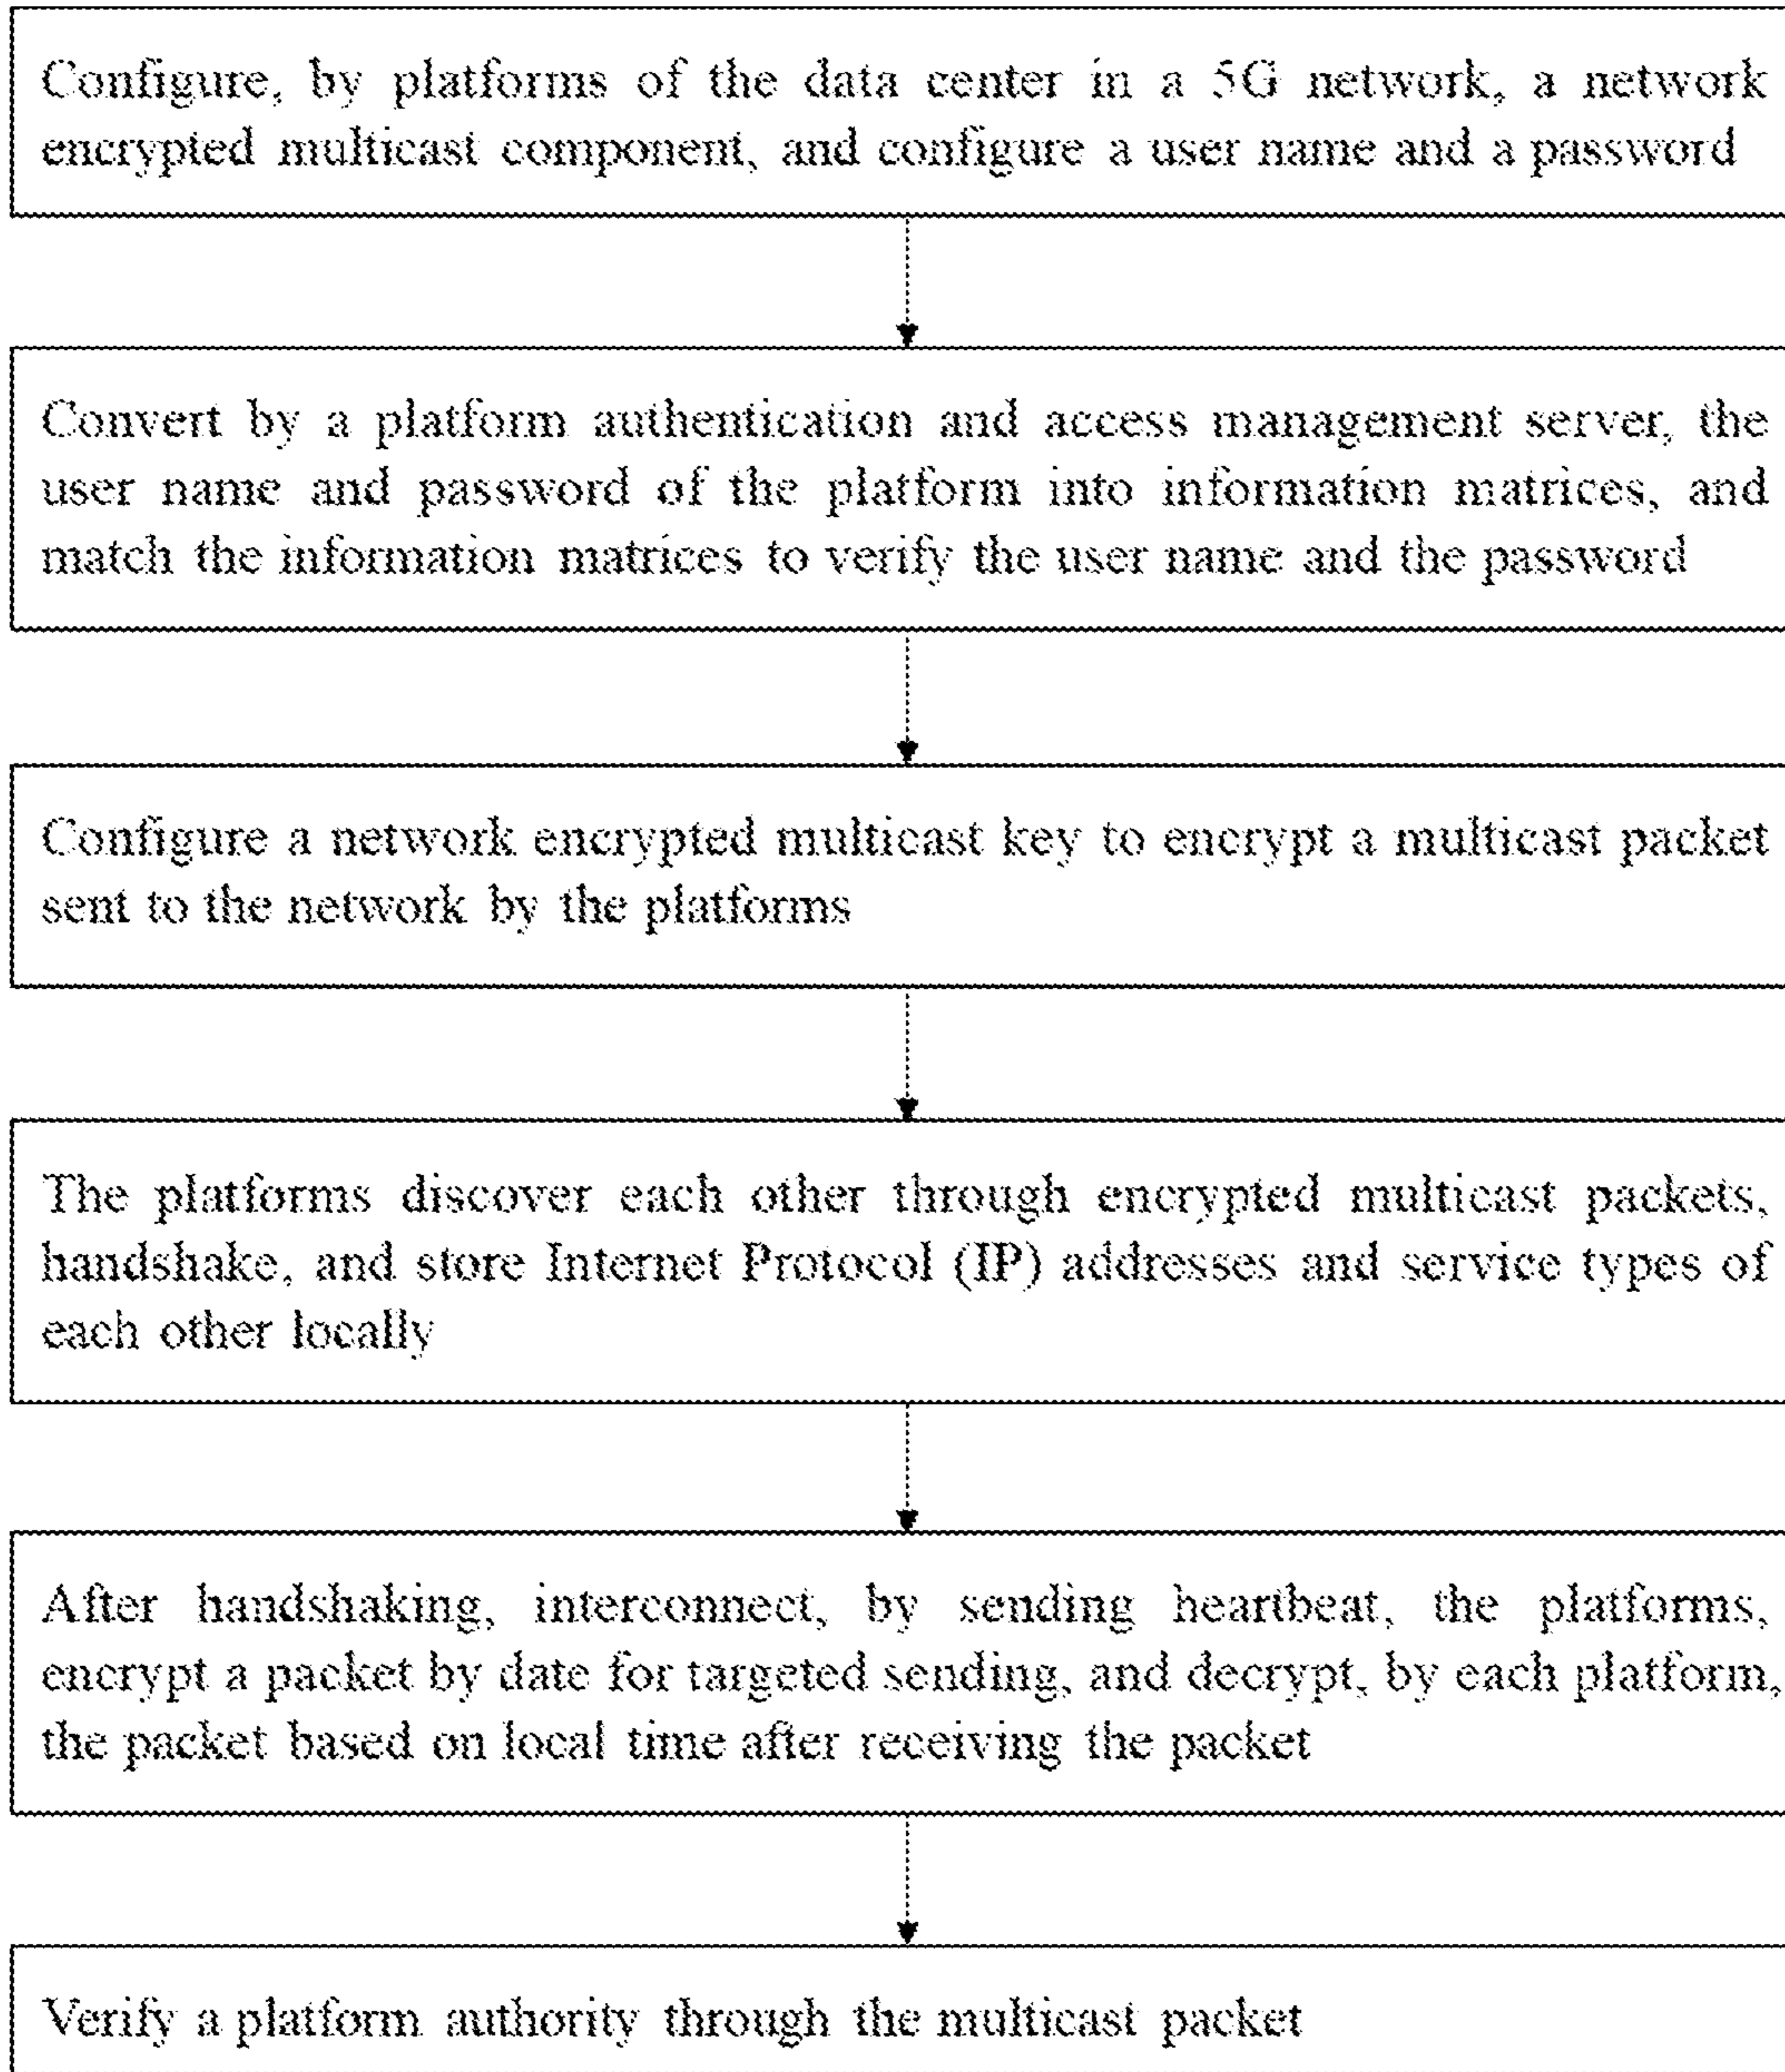 Configure, by platforms of the data center in a 5G network, a network
encrypted multicast component, and configure a user name and a password
Convert by a platform authentication and access management server, the
user name and password of the platform into information matrices, and
match the information matrices to verify the user name and the password
Configure a network encrypted multicast key to encrypt a multicast packet
sent to the network by the platforms
The platforms discover each other through encrypted multicast packets,
handshake, and store Internet Protocol (IP) addresses and service types of
each other locally
After handshaking, interconnect, by sending heartbeat, the platforms,
encrypt a packet by date for targeted sending, and decrypt, by each platform,
the packet based on local time after receiving the packet
Verify a platform authority through the multicast packet